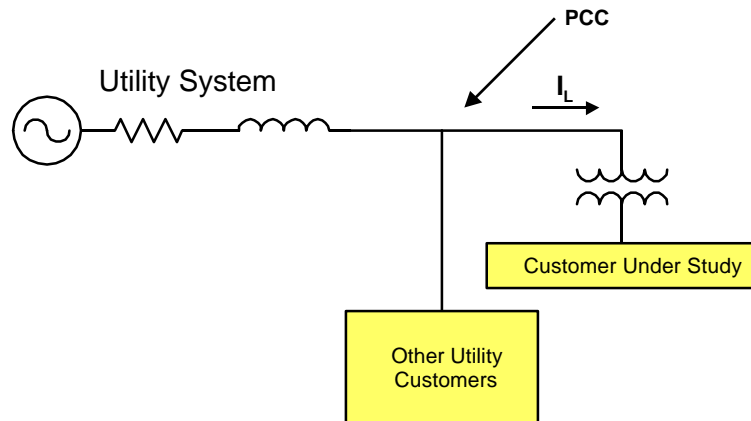 PCC
Utility System
I_L
Customer Under Study
Other Utility
Customers